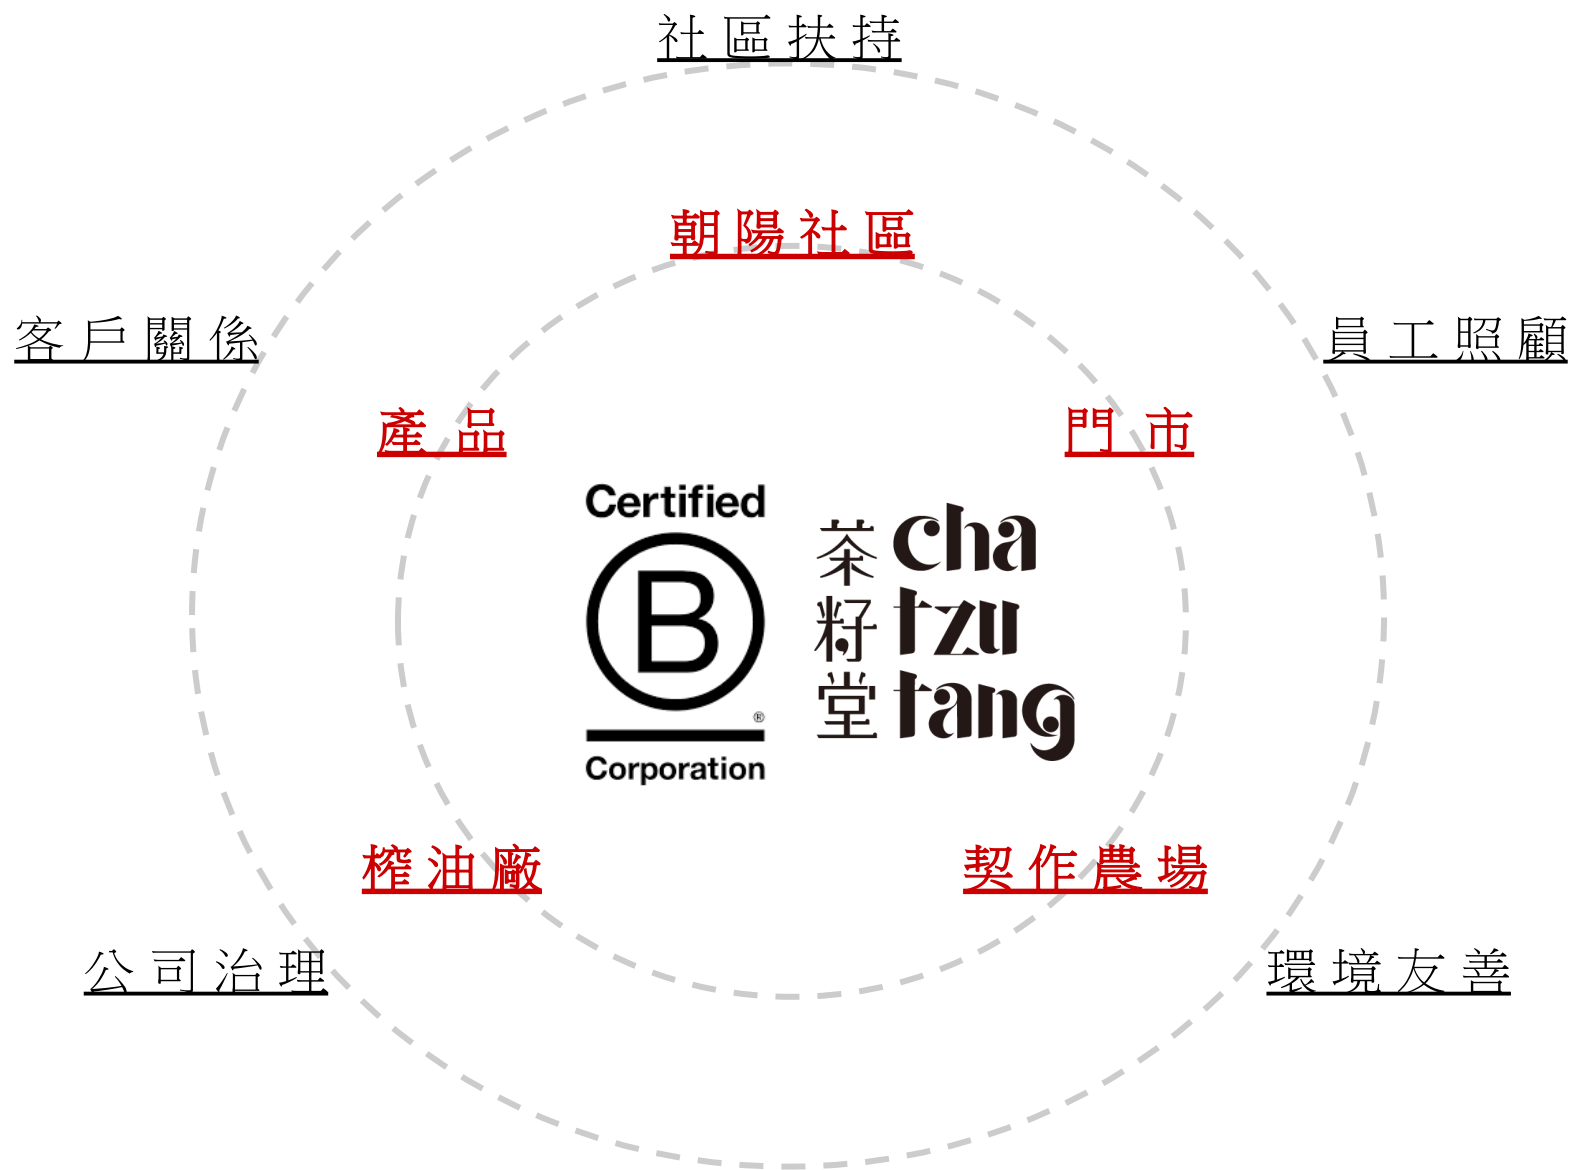 社區扶持
朝陽社區
客戶關係
員工照顧
產品
門市
Certified
B
®
Corporation
茶籽堂
cha
tzu
tang
榨油廠
契作農場
公司治理
環境友善